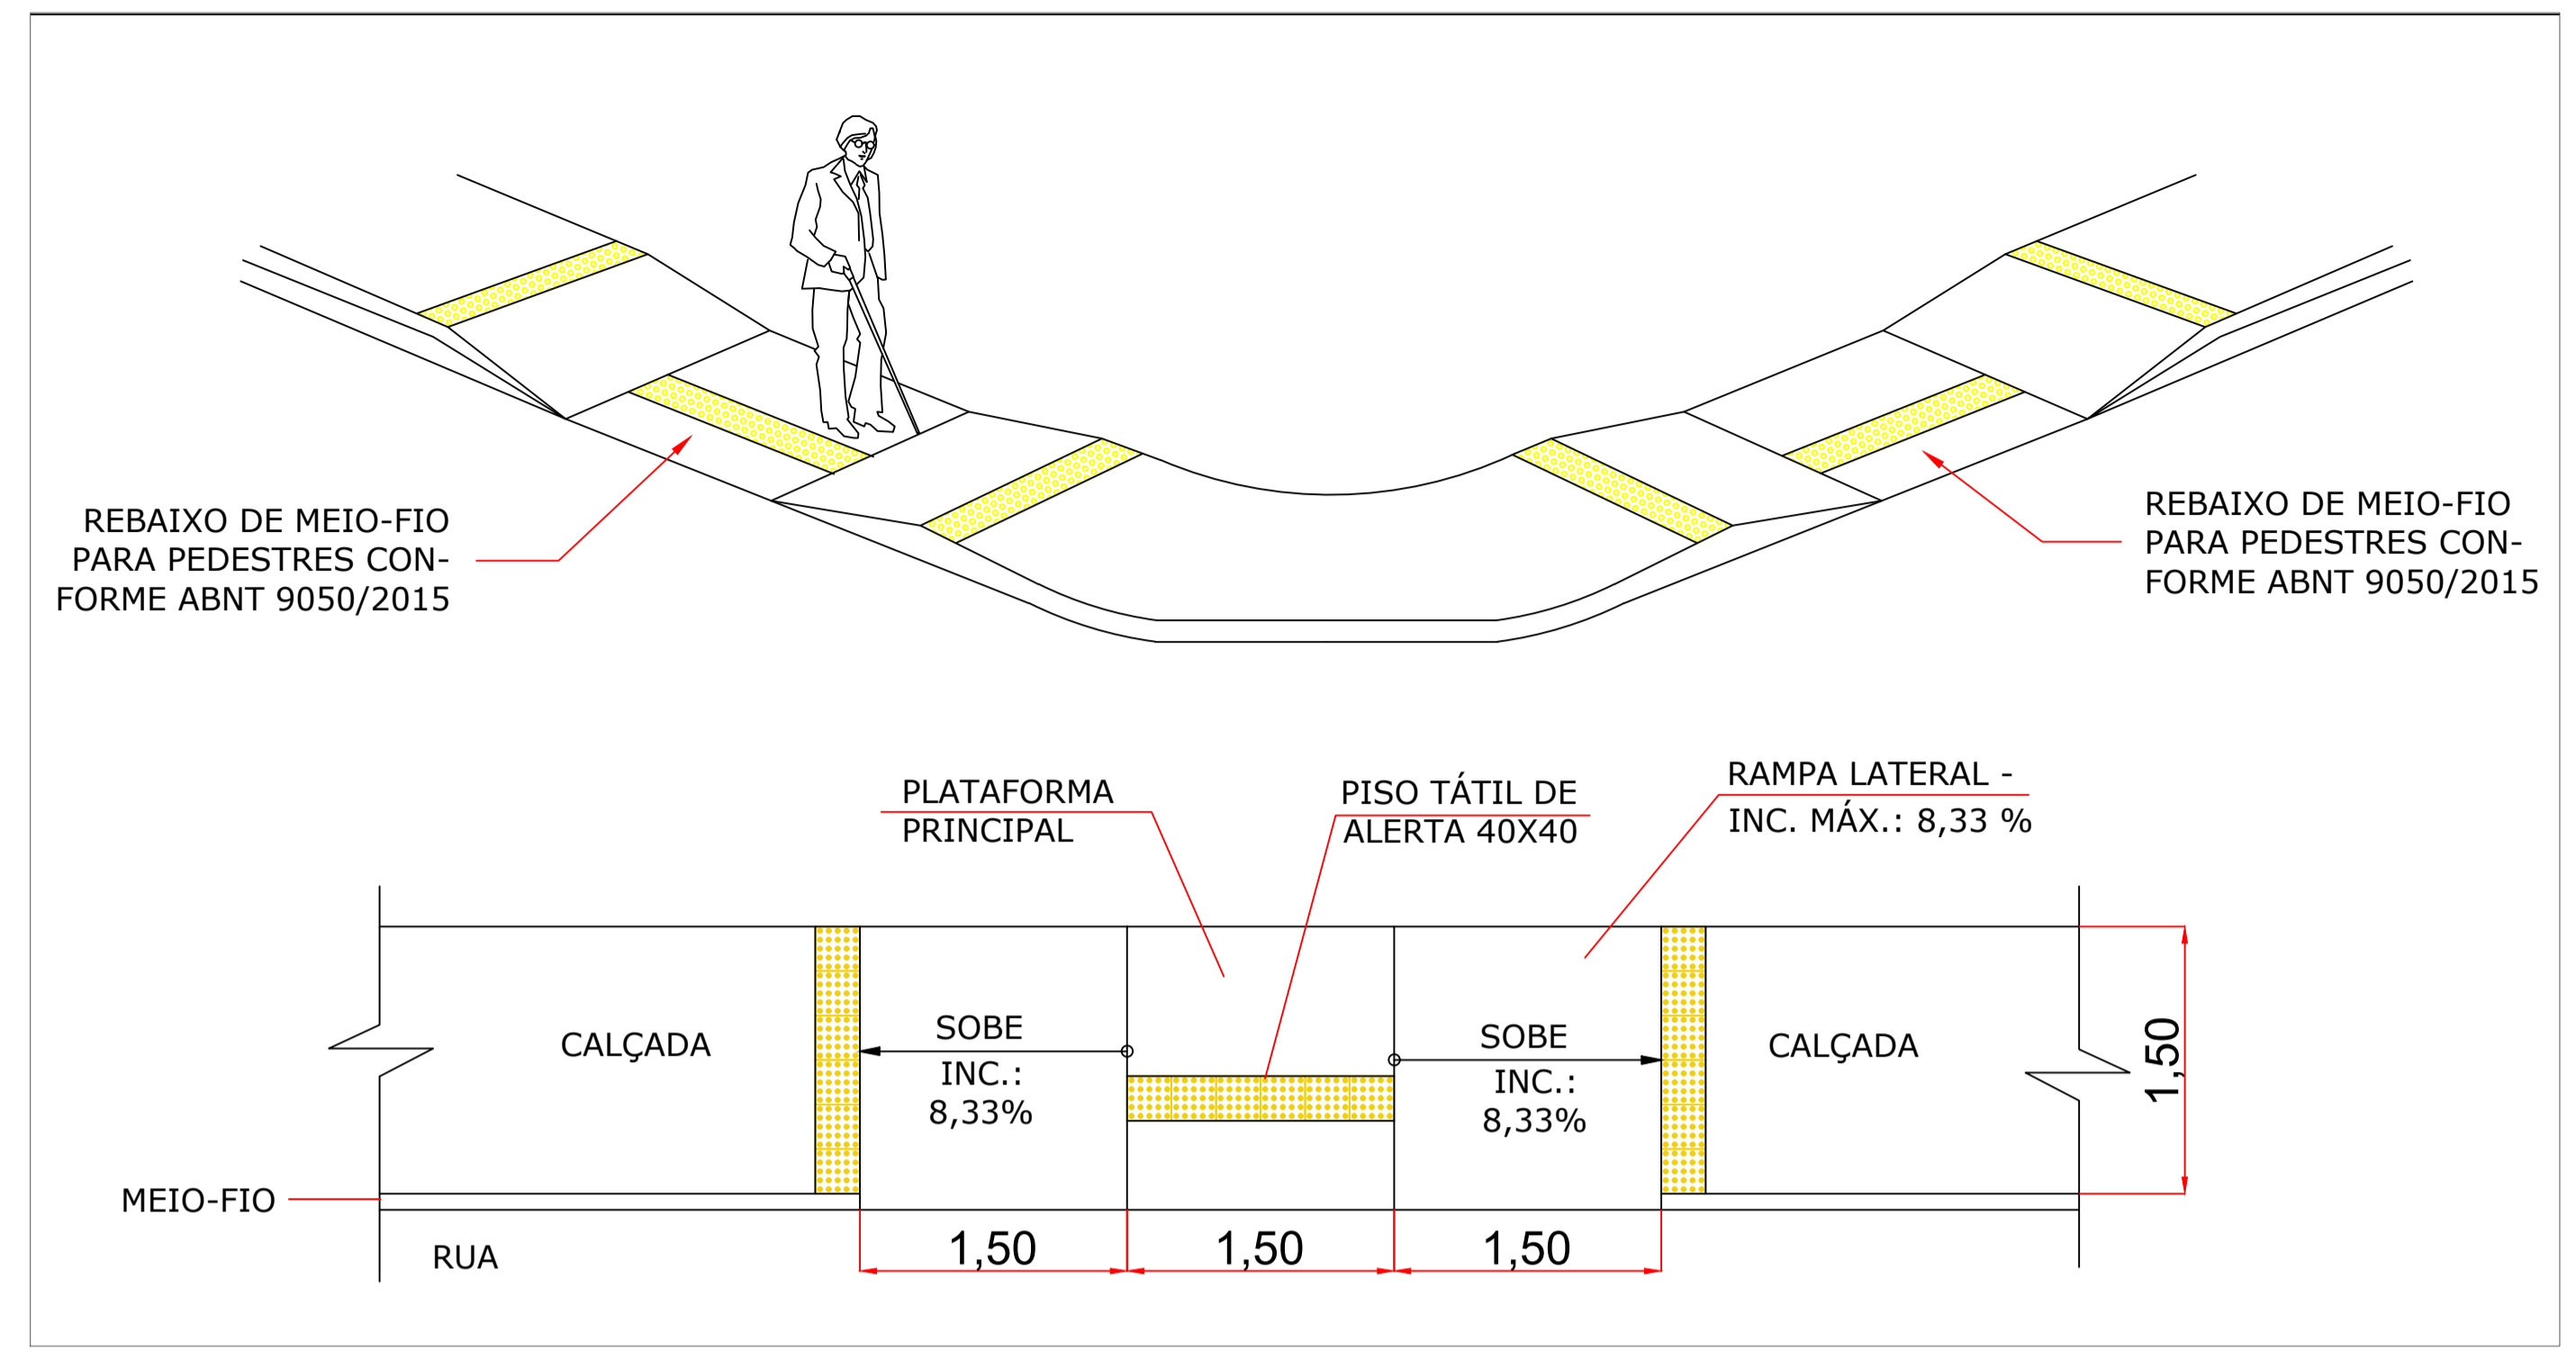 REBAIXO DE MEIO-FIO
PARA PEDESTRES CON-
FORME ABNT 9050/2015
REBAIXO DE MEIO-FIO
PARA PEDESTRES CON-
FORME ABNT 9050/2015
PLATAFORMA
PRINCIPAL
PISO TÁTIL DE
ALERTA 40X40
RAMPA LATERAL -
INC. MÁX.: 8,33 %
CALÇADA
SOBE
INC.:
8,33%
SOBE
INC.:
8,33%
CALÇADA
1,50
MEIO-FIO
RUA
1,50
1,50
1,50